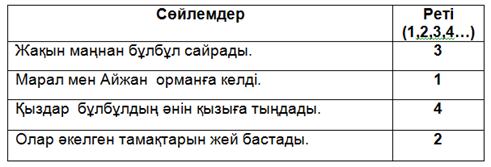 Сөйлемдер Реті
(1,2,3,4…)
Жақын маңнан бұлбұл сайрады. 3
Марал мен Айжан орманға келді. 1
Қыздар бұлбұлдың әнін қызыға тыңдады. 4
Олар әкелген тамақтарын жей бастады. 2